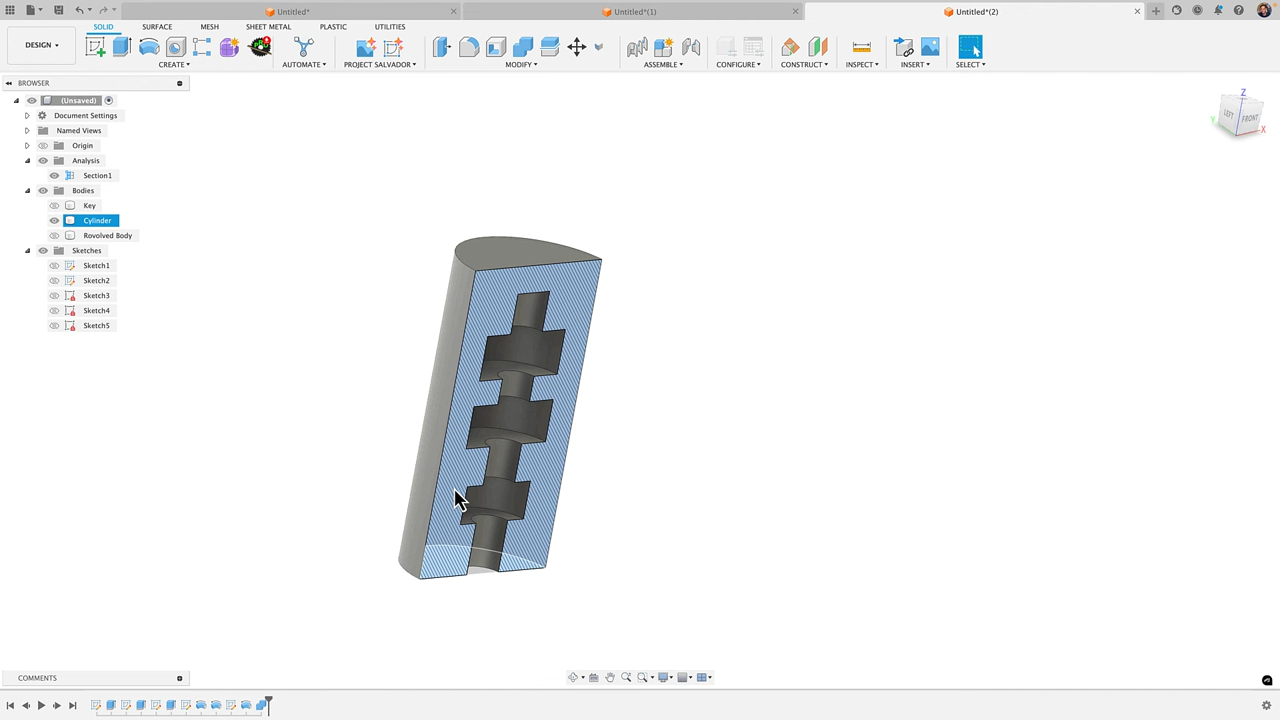 Untitled* Untitled*(1) Untitled*(2)
SOLID SURFACE MESH SHEET METAL PLASTIC UTILITIES
DESIGN
CREATE AUTOMATE PROJECT SALVADOR MODIFY ASSEMBLE CONFIGURE CONSTRUCT INSPECT INSERT SELECT
BROWSER
(Unsaved)
Document Settings
Named Views
Origin
Analysis
Section1
Bodies
Key
Cylinder
Rovolved Body
Sketches
Sketch1
Sketch2
Sketch3
Sketch4
Sketch5
Z
LEFT FRONT
Y X
COMMENTS